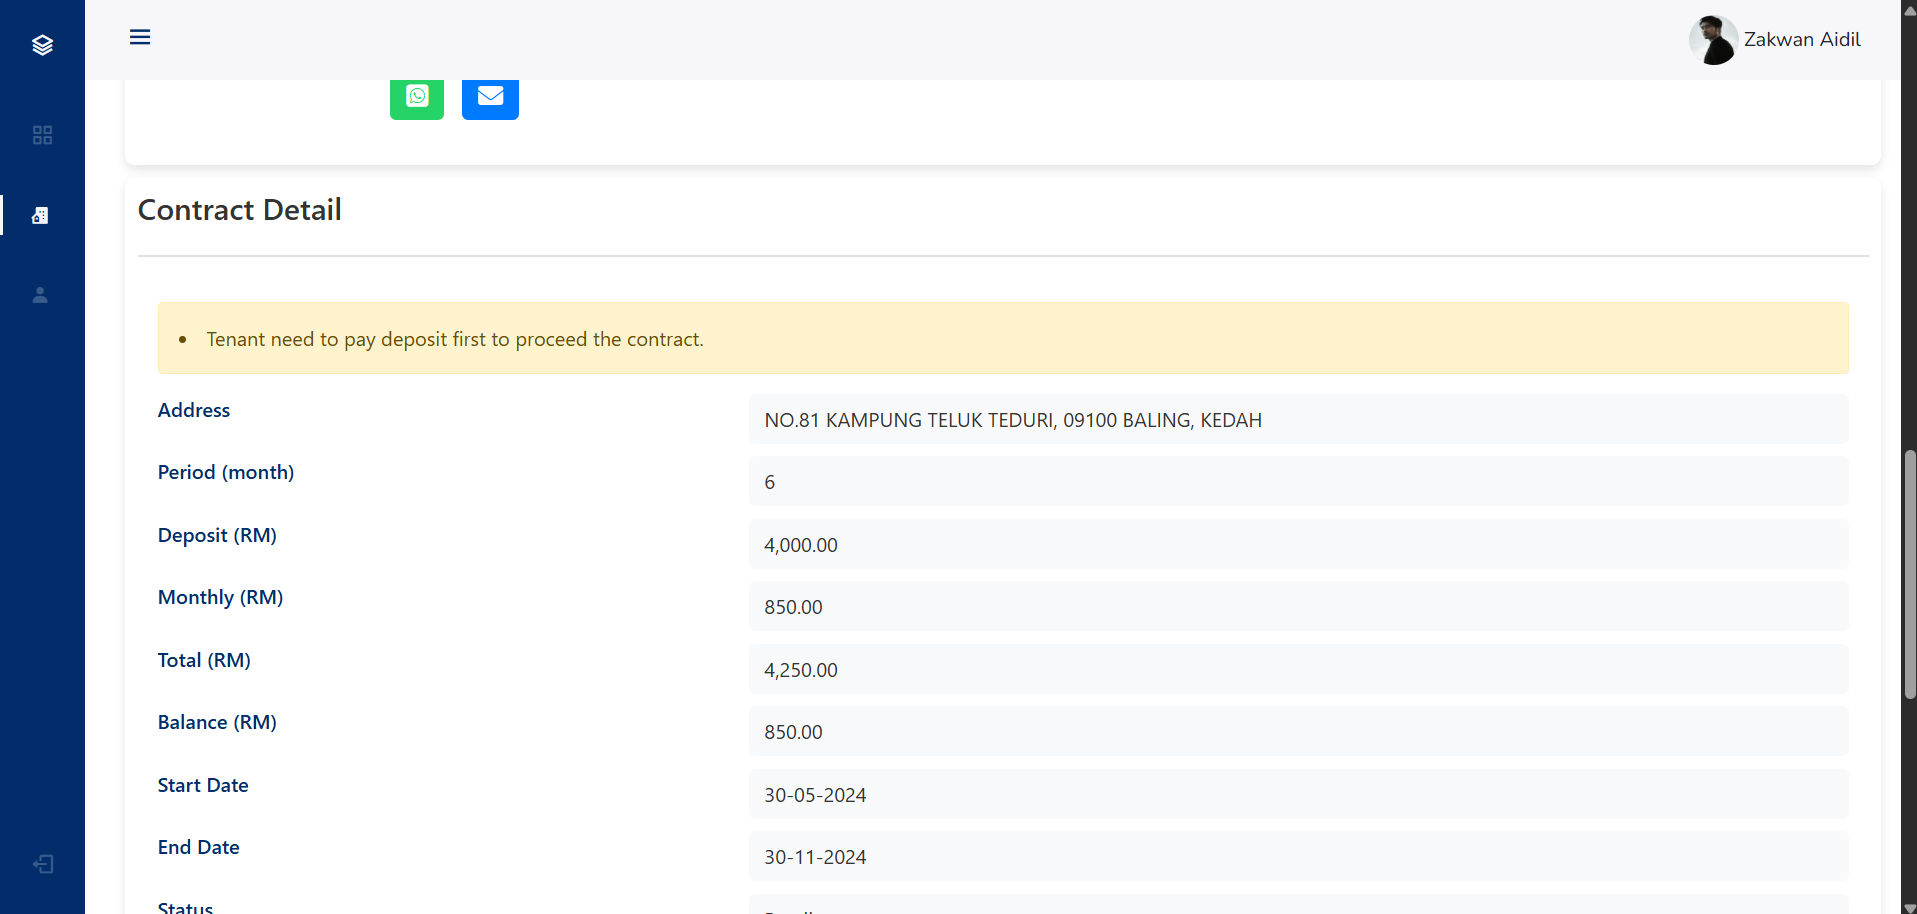 Zakwan Aidil
Contract Detail
Tenant need to pay deposit first to proceed the contract.
Address
NO.81 KAMPUNG TELUK TEDURI, 09100 BALING, KEDAH
Period (month)
6
Deposit (RM)
4,000.00
Monthly (RM)
850.00
Total (RM)
4,250.00
Balance (RM)
850.00
Start Date
30-05-2024
End Date
30-11-2024
Status